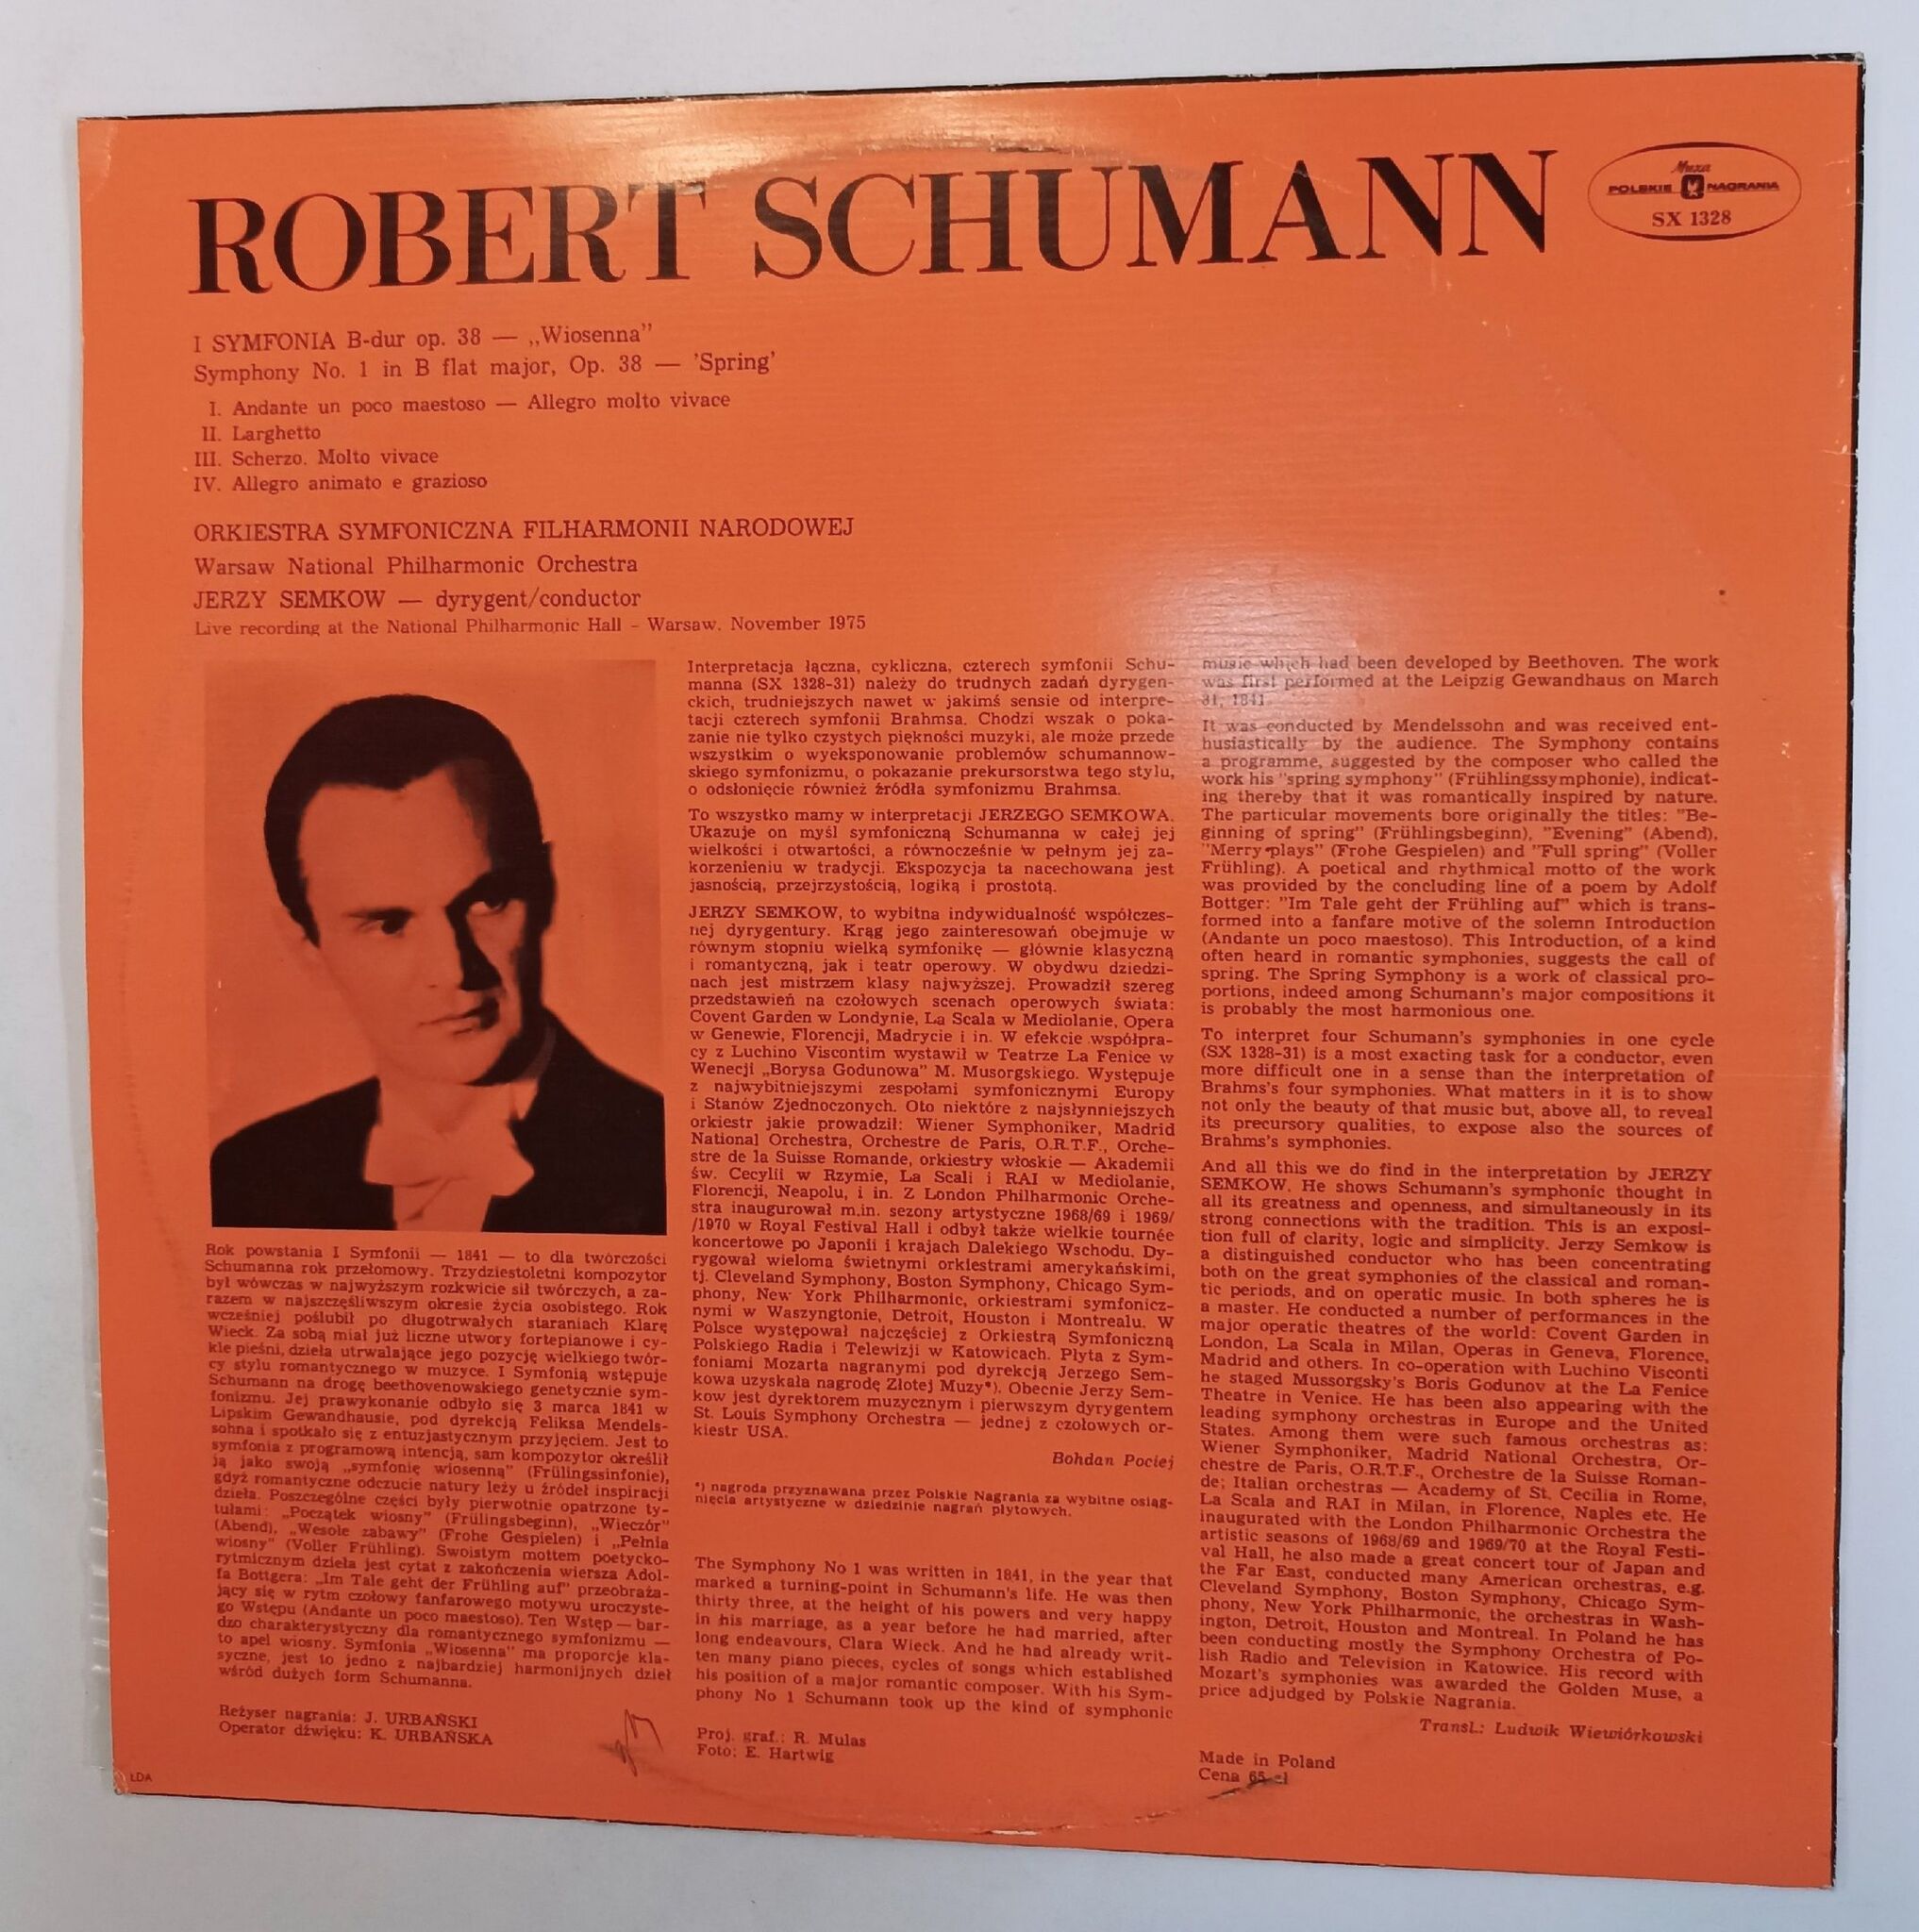 ROBERT SCHUMANN
Muza
POLSKIE NAGRANIA
SX 1328
I SYMFONIA B-dur op. 38 — „Wiosenna”
Symphony No. 1 in B flat major, Op. 38 — 'Spring'
I. Andante un poco maestoso — Allegro molto vivace
II. Larghetto
III. Scherzo. Molto vivace
IV. Allegro animato e grazioso
ORKIESTRA SYMFONICZNA FILHARMONII NARODOWEJ
Warsaw National Philharmonic Orchestra
JERZY SEMKOW — dyrygent/conductor
Live recording at the National Philharmonic Hall - Warsaw. November 1975
Rok powstania I Symfonii — 1841 — to dla twórczości
Schumanna rok przełomowy. Trzydziestoletni kompozytor
był wówczas w najwyższym rozkwicie sił twórczych, a za-
razem w najszczęśliwszym okresie życia osobistego. Rok
wcześniej poślubił po długotrwałych staraniach Klarę
Wieck. Za sobą miał już liczne utwory fortepianowe i cy-
kle pieśni, dzieła utrwalające jego pozycję wielkiego twór-
cy stylu romantycznego w muzyce. I Symfonią wstępuje
Schumann na drogę beethovenowskiego genetycznie sym-
fonizmu. Jej prawykonanie odbyło się 3 marca 1841 w
Lipskim Gewandhausie, pod dyrekcją Feliksa Mendels-
sohna i spotkało się z entuzjastycznym przyjęciem. Jest to
symfonia z programową intencją, sam kompozytor określił
ją jako swoją „symfonię wiosenną” (Frülingssinfonie),
gdyż romantyczne odczucie natury leży u źródeł inspiracji
dzieła. Poszczególne części były pierwotnie opatrzone ty-
tułami: „Początek wiosny” (Frülingsbeginn), „Wieczór”
(Abend), „Wesołe zabawy” (Frohe Gespielen) i „Pełnia
wiosny” (Voller Frühling). Swoistym mottem poetycko-
rytmicznym dzieła jest cytat z zakończenia wiersza Adol-
fa Bottgera: „Im Tale geht der Frühling auf” przeobraża-
jący się w rytm czołowy fanfarowego motywu uroczyste-
go Wstępu (Andante un poco maestoso). Ten Wstęp — bar-
dzo charakterystyczny dla romantycznego symfonizmu —
to apel wiosny. Symfonia „Wiosenna” ma proporcje kla-
syczne, jest to jedno z najbardziej harmonijnych dzieł
wśród dużych form Schumanna.
Reżyser nagrania: J. URBAŃSKI
Operator dźwięku: K. URBAŃSKA
LDA
Interpretacja łączna, cykliczna, czterech symfonii Schu-
manna (SX 1328-31) należy do trudnych zadań dyrygen-
ckich, trudniejszych nawet w jakimś sensie od interpre-
tacji czterech symfonii Brahmsa. Chodzi wszak o poka-
zanie nie tylko czystych piękności muzyki, ale może przede
wszystkim o wyeksponowanie problemów schumannow-
skiego symfonizmu, o pokazanie prekursorstwa tego stylu,
o odsłonięcie również źródła symfonizmu Brahmsa.
To wszystko mamy w interpretacji JERZEGO SEMKOWA.
Ukazuje on myśl symfoniczną Schumanna w całej jej
wielkości i otwartości, a równocześnie w pełnym jej za-
korzenieniu w tradycji. Ekspozycja ta nacechowana jest
jasnością, przejrzystością, logiką i prostotą.
JERZY SEMKOW, to wybitna indywidualność współczes-
nej dyrygentury. Krąg jego zainteresowań obejmuje w
równym stopniu wielką symfonikę — głównie klasyczną
i romantyczną, jak i teatr operowy. W obydwu dziedzi-
nach jest mistrzem klasy najwyższej. Prowadził szereg
przedstawień na czołowych scenach operowych świata:
Covent Garden w Londynie, La Scala w Mediolanie, Opera
w Genewie, Florencji, Madrycie i in. W efekcie współpra-
cy z Luchino Viscontim wystawił w Teatrze La Fenice w
Wenecji „Borysa Godunowa” M. Musorgskiego. Występuje
z najwybitniejszymi zespołami symfonicznymi Europy
i Stanów Zjednoczonych. Oto niektóre z najsłynniejszych
orkiestr jakie prowadził: Wiener Symphoniker, Madrid
National Orchestra, Orchestre de Paris, O.R.T.F., Orche-
stre de la Suisse Romande, orkiestry włoskie — Akademii
św. Cecylii w Rzymie, La Scali i RAI w Mediolanie,
Florencji, Neapolu, i in. Z London Philharmonic Orche-
stra inaugurował m.in. sezony artystyczne 1968/69 i 1969/
/1970 w Royal Festival Hall i odbył także wielkie tournée
koncertowe po Japonii i krajach Dalekiego Wschodu. Dy-
rygował wieloma świetnymi orkiestrami amerykańskimi,
tj. Cleveland Symphony, Boston Symphony, Chicago Sym-
phony, New York Philharmonic, orkiestrami symfonicz-
nymi w Waszyngtonie, Detroit, Houston i Montrealu. W
Polsce występował najczęściej z Orkiestrą Symfoniczną
Polskiego Radia i Telewizji w Katowicach. Płyta z Sym-
foniami Mozarta nagranymi pod dyrekcją Jerzego Sem-
kowa uzyskała nagrodę Złotej Muzy*). Obecnie Jerzy Sem-
kow jest dyrektorem muzycznym i pierwszym dyrygentem
St. Louis Symphony Orchestra — jednej z czołowych or-
kiestr USA.
Bohdan Pociej
*) nagroda przyznawana przez Polskie Nagrania za wybitne osiąg-
nięcia artystyczne w dziedzinie nagrań płytowych.
The Symphony No 1 was written in 1841, in the year that
marked a turning-point in Schumann's life. He was then
thirty three, at the height of his powers and very happy
in his marriage, as a year before he had married, after
long endeavours, Clara Wieck. And he had already writ-
ten many piano pieces, cycles of songs which established
his position of a major romantic composer. With his Sym-
phony No 1 Schumann took up the kind of symphonic
Proj. graf.: R. Mulas
Foto: E. Hartwig
music which had been developed by Beethoven. The work
was first performed at the Leipzig Gewandhaus on March
31, 1841
It was conducted by Mendelssohn and was received ent-
husiastically by the audience. The Symphony contains
a programme, suggested by the composer who called the
work his "spring symphony" (Frühlingssymphonie), indicat-
ing thereby that it was romantically inspired by nature.
The particular movements bore originally the titles: "Be-
ginning of spring" (Frühlingsbeginn), "Evening" (Abend),
"Merry plays" (Frohe Gespielen) and "Full spring" (Voller
Frühling). A poetical and rhythmical motto of the work
was provided by the concluding line of a poem by Adolf
Bottger: "Im Tale geht der Frühling auf" which is trans-
formed into a fanfare motive of the solemn Introduction
(Andante un poco maestoso). This Introduction, of a kind
often heard in romantic symphonies, suggests the call of
spring. The Spring Symphony is a work of classical pro-
portions, indeed among Schumann's major compositions it
is probably the most harmonious one.
To interpret four Schumann's symphonies in one cycle
(SX 1328-31) is a most exacting task for a conductor, even
more difficult one in a sense than the interpretation of
Brahms's four symphonies. What matters in it is to show
not only the beauty of that music but, above all, to reveal
its precursory qualities, to expose also the sources of
Brahms's symphonies.
And all this we do find in the interpretation by JERZY
SEMKOW. He shows Schumann's symphonic thought in
all its greatness and openness, and simultaneously in its
strong connections with the tradition. This is an exposi-
tion full of clarity, logic and simplicity. Jerzy Semkow is
a distinguished conductor who has been concentrating
both on the great symphonies of the classical and roman-
tic periods, and on operatic music. In both spheres he is
a master. He conducted a number of performances in the
major operatic theatres of the world: Covent Garden in
London, La Scala in Milan, Operas in Geneva, Florence,
Madrid and others. In co-operation with Luchino Visconti
he staged Mussorgsky's Boris Godunov at the La Fenice
Theatre in Venice. He has been also appearing with the
leading symphony orchestras in Europe and the United
States. Among them were such famous orchestras as:
Wiener Symphoniker, Madrid National Orchestra, Or-
chestre de Paris, O.R.T.F., Orchestre de la Suisse Roman-
de; Italian orchestras — Academy of St. Cecilia in Rome,
La Scala and RAI in Milan, in Florence, Naples etc. He
inaugurated with the London Philharmonic Orchestra the
artistic seasons of 1968/69 and 1969/70 at the Royal Festi-
val Hall, he also made a great concert tour of Japan and
the Far East, conducted many American orchestras, e.g.
Cleveland Symphony, Boston Symphony, Chicago Sym-
phony, New York Philharmonic, the orchestras in Wash-
ington, Detroit, Houston and Montreal. In Poland he has
been conducting mostly the Symphony Orchestra of Po-
lish Radio and Television in Katowice. His record with
Mozart's symphonies was awarded the Golden Muse, a
price adjudged by Polskie Nagrania.
Transl.: Ludwik Wiewiórkowski
Made in Poland
Cena 65 zł